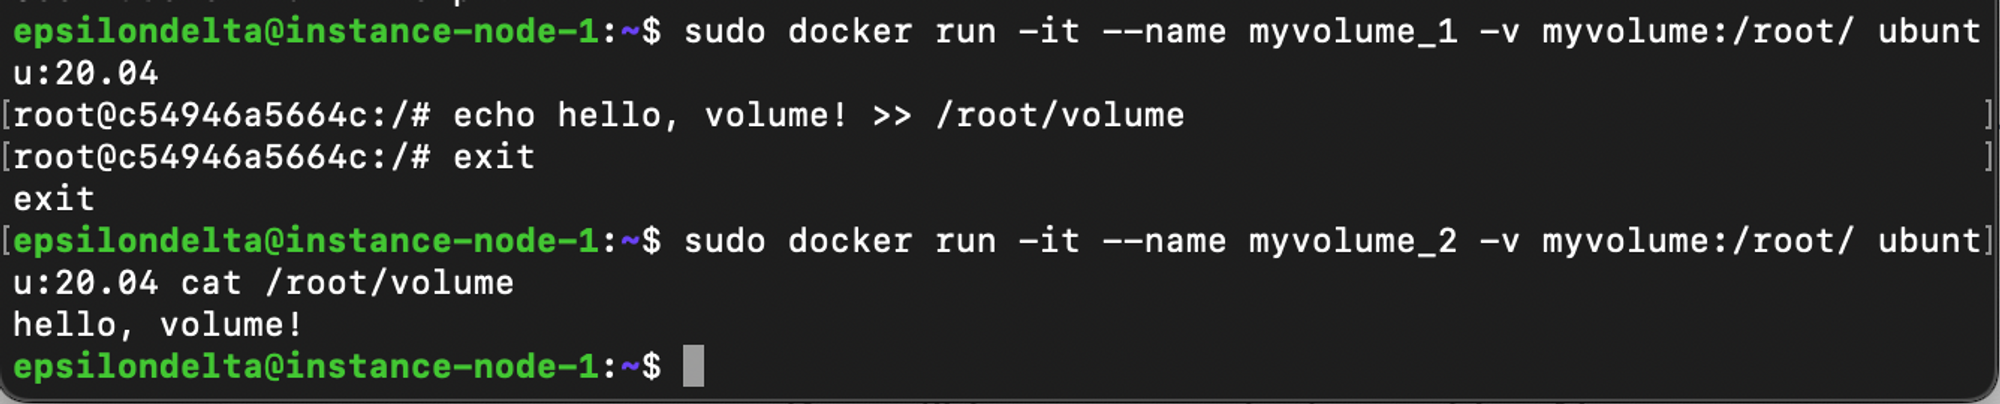 epsilondelta@instance-node-1:~$ sudo docker run -it --name myvolume_1 -v myvolume:/root/ ubunt
u:20.04
[root@c54946a5664c:/# echo hello, volume! >> /root/volume ]
[root@c54946a5664c:/# exit ]
exit
[epsilondelta@instance-node-1:~$ sudo docker run -it --name myvolume_2 -v myvolume:/root/ ubunt]
u:20.04 cat /root/volume
hello, volume!
epsilondelta@instance-node-1:~$